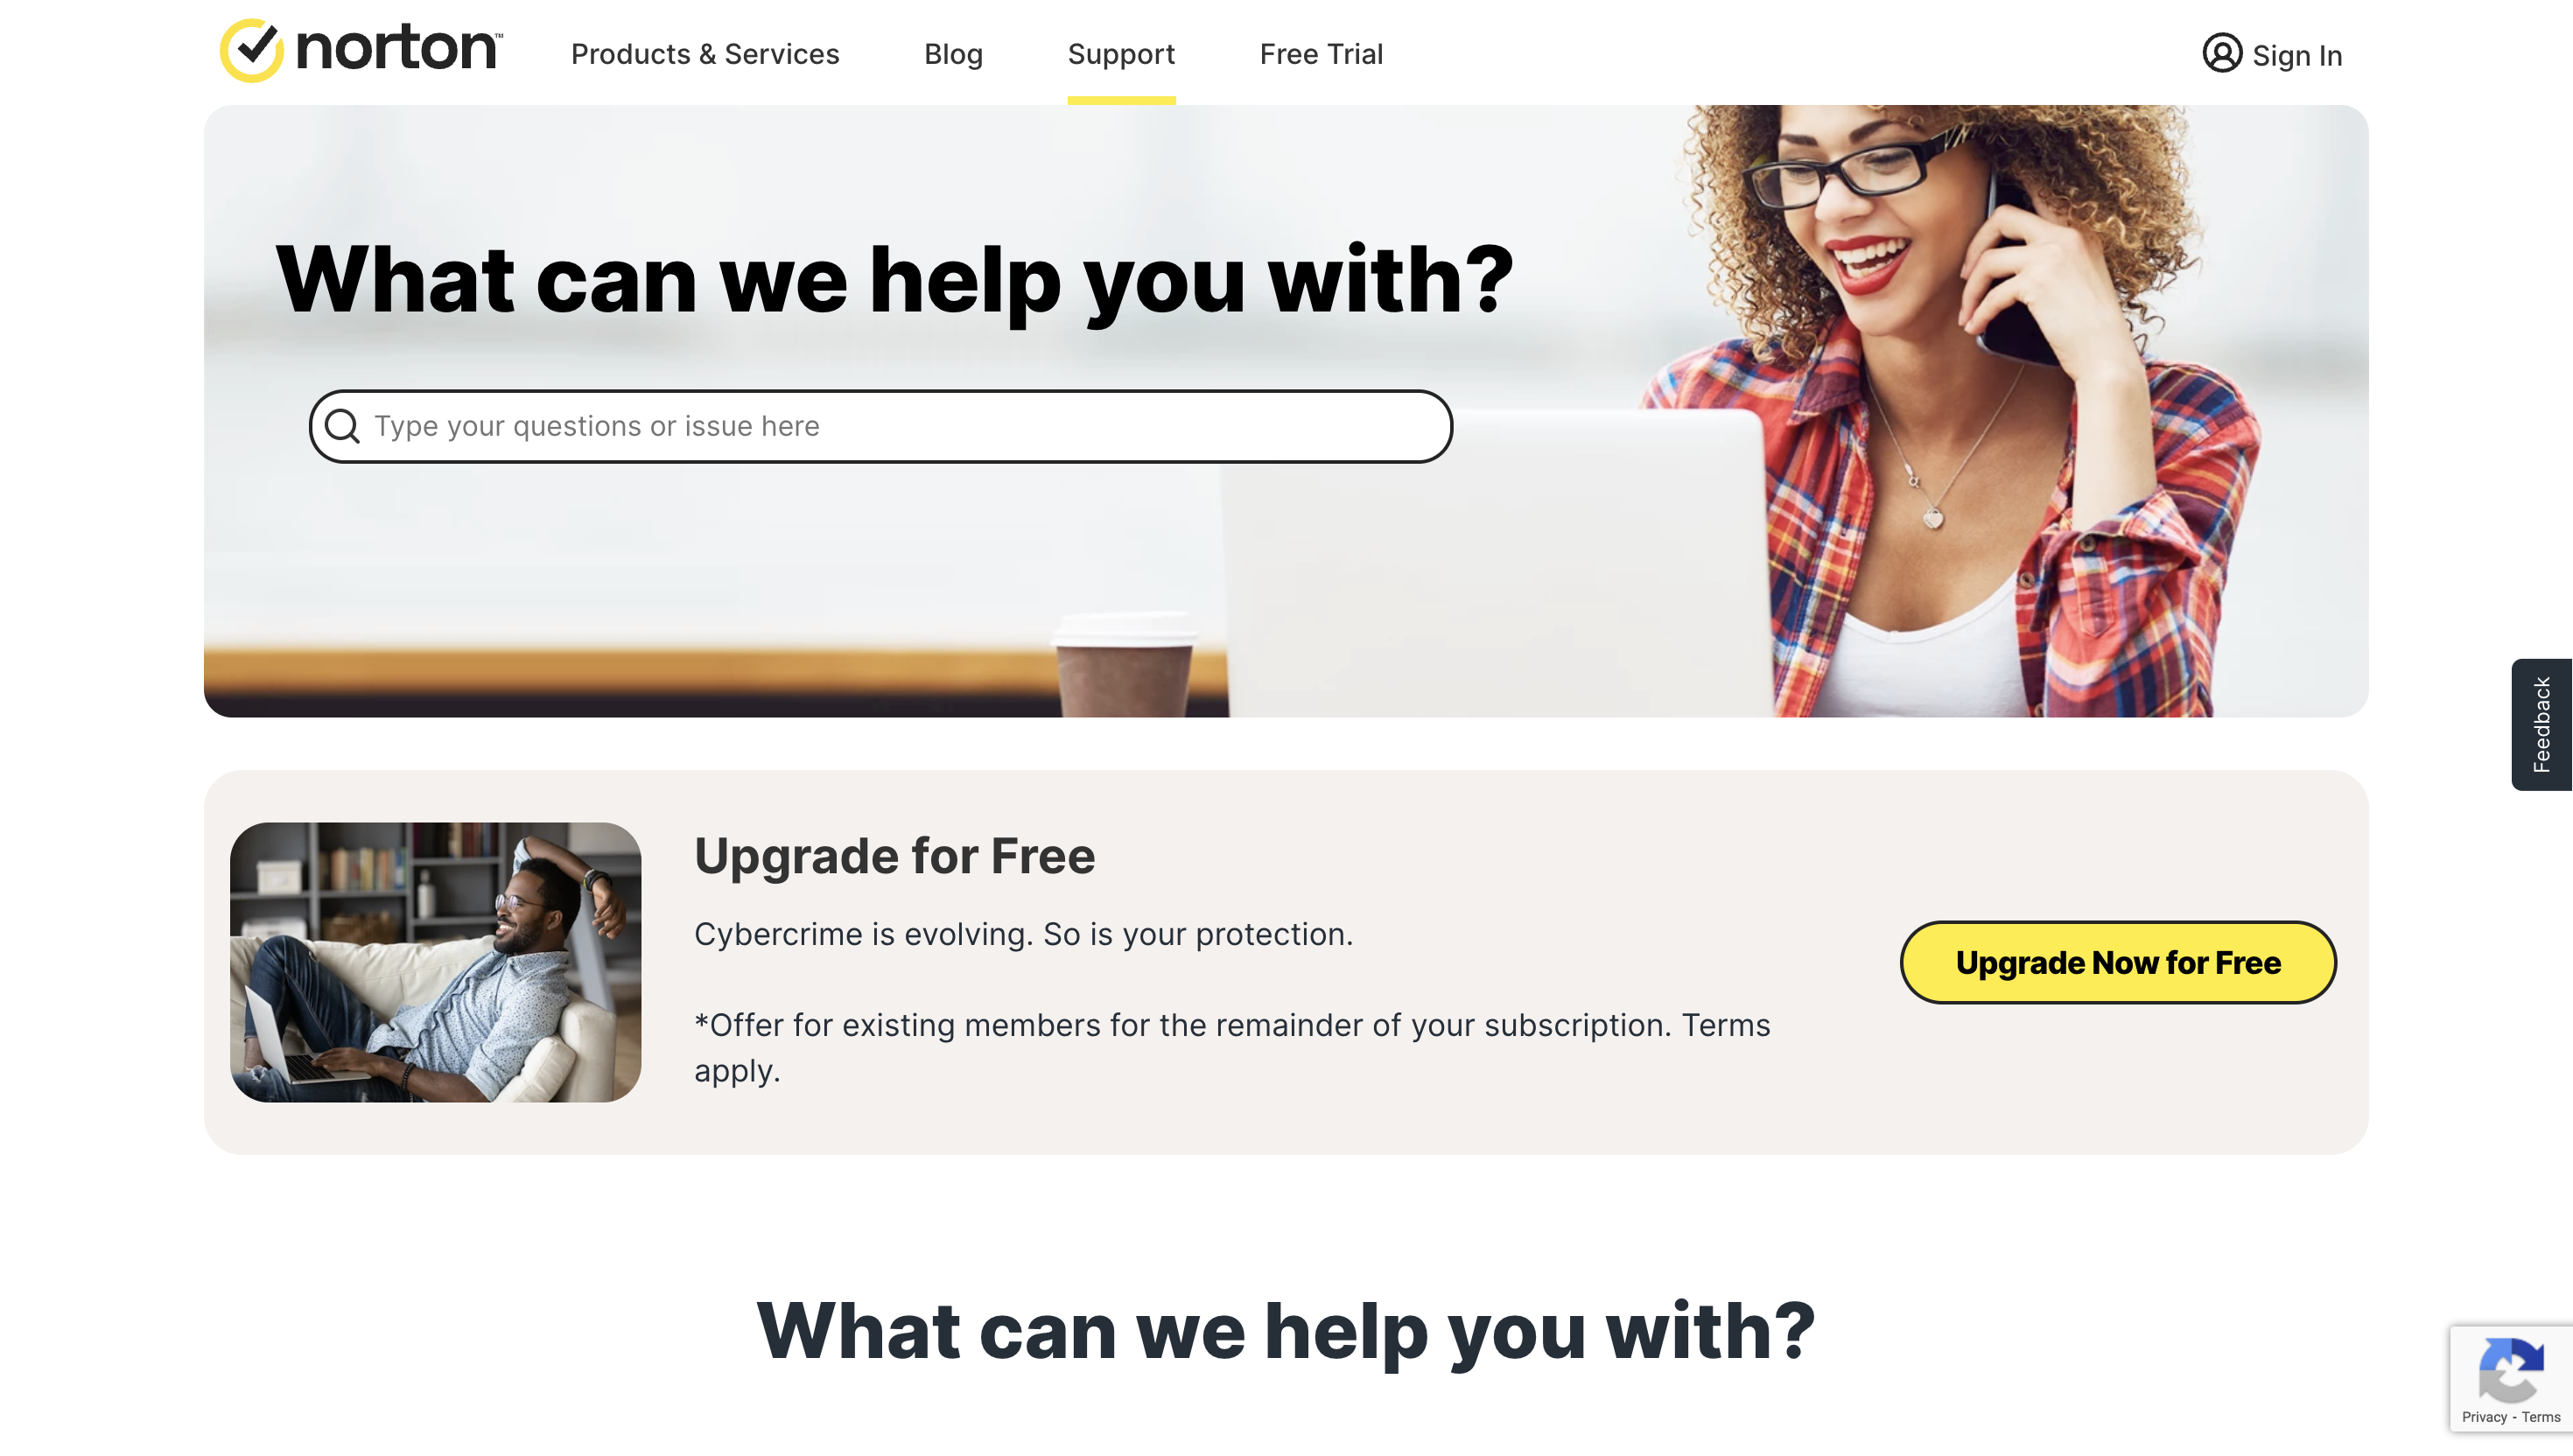 norton™
Products & Services
Blog
Support
Free Trial
Sign In
What can we help you with?
Type your questions or issue here
Feedback
Upgrade for Free
Cybercrime is evolving. So is your protection.
*Offer for existing members for the remainder of your subscription. Terms
apply.
Upgrade Now for Free
What can we help you with?
Privacy - Terms